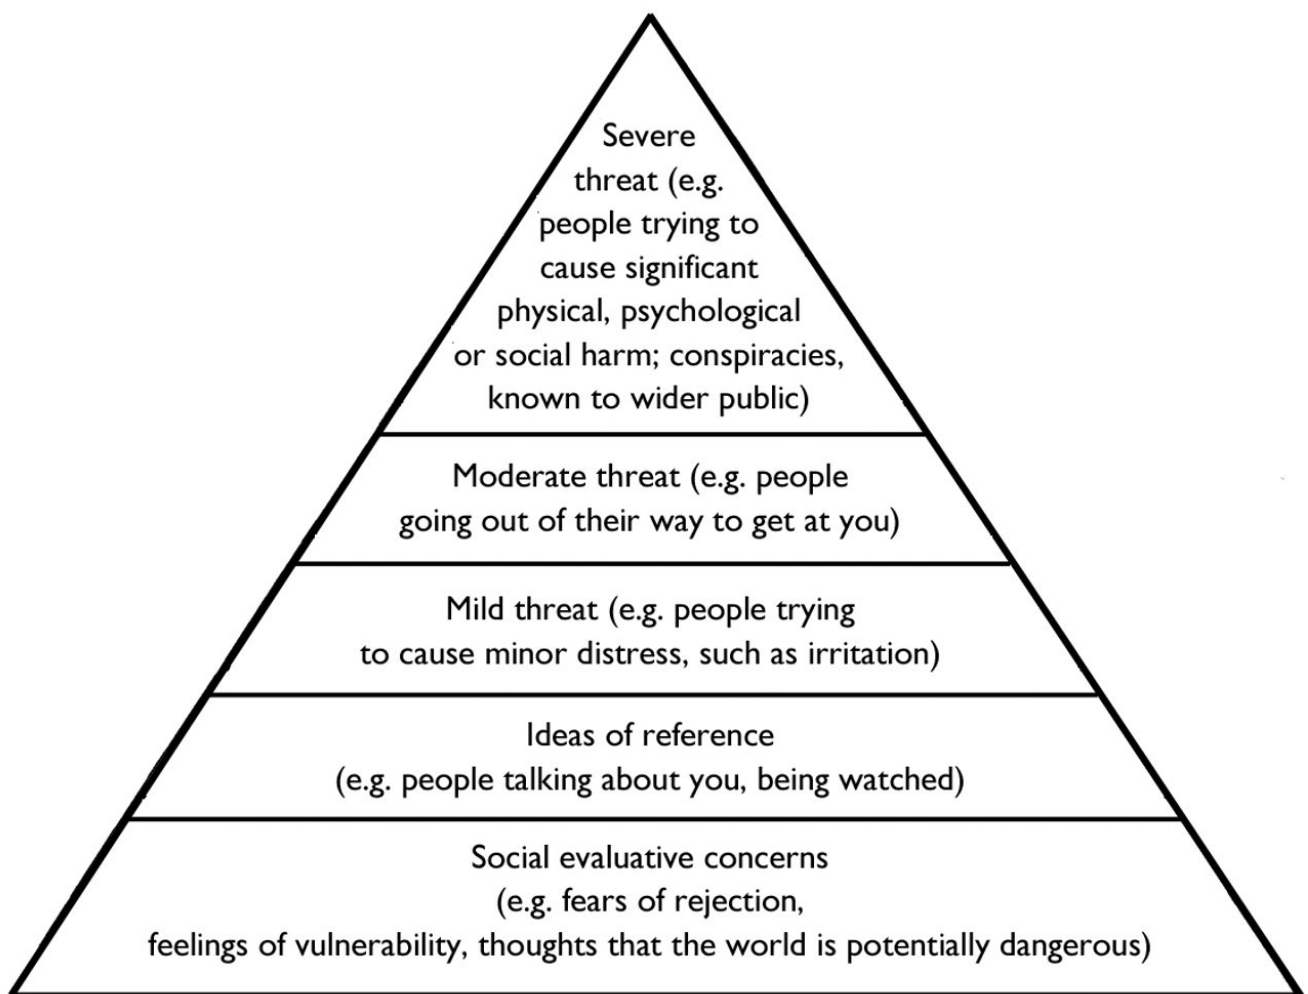 Severe
threat (e.g.
people trying to
cause significant
physical, psychological
or social harm; conspiracies,
known to wider public)
Moderate threat (e.g. people
going out of their way to get at you)
Mild threat (e.g. people trying
to cause minor distress, such as irritation)
Ideas of reference
(e.g. people talking about you, being watched)
Social evaluative concerns
(e.g. fears of rejection,
feelings of vulnerability, thoughts that the world is potentially dangerous)